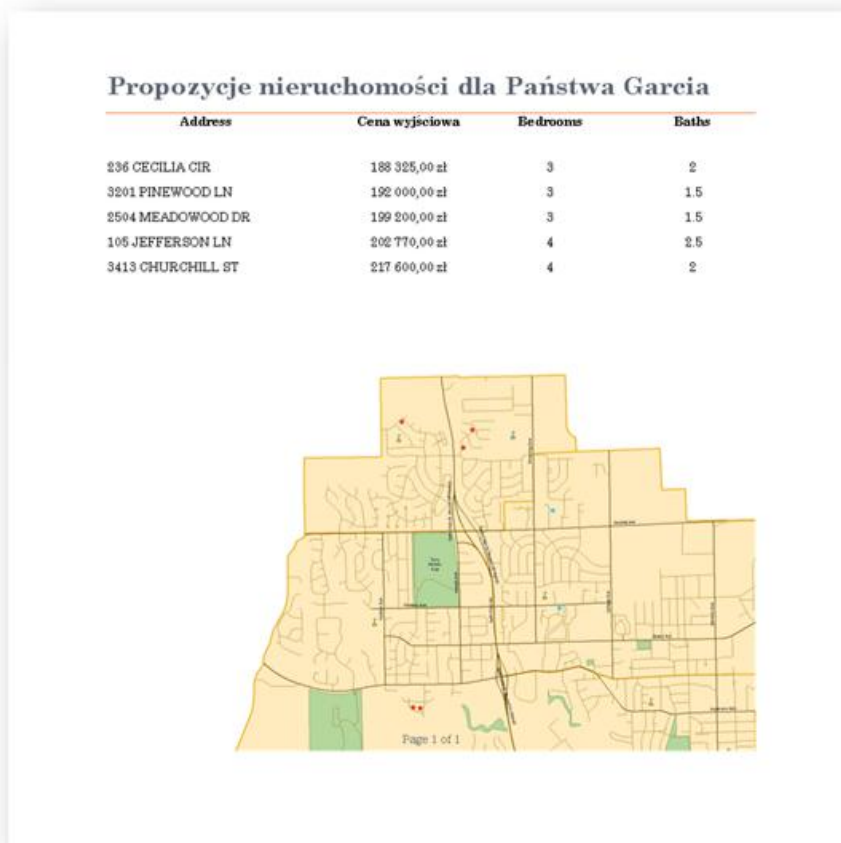 Propozycje nieruchomości dla Państwa Garcia
Address Cena wyjściowa Bedrooms Baths
236 CECILIA CIR 188 325,00 zł 3 2
3201 PINEWOOD LN 192 000,00 zł 3 1.5
2504 MEADOWOOD DR 199 200,00 zł 3 1.5
105 JEFFERSON LN 202 770,00 zł 4 2.5
3413 CHURCHILL ST 217 600,00 zł 4 2
Page 1 of 1